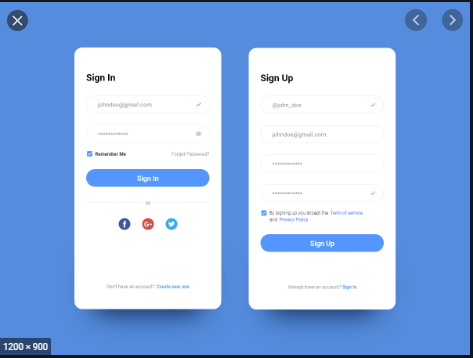 Sign In
johndoe@gmail.com
Remember Me
Forgot Password?
Sign In
or
f
G+
Don't have an account? Create new one
Sign Up
@john_doe
johndoe@gmail.com
By signing up you accept the Term of service
and Privacy Policy
Sign Up
Already have an account? Sign In
1200 × 900